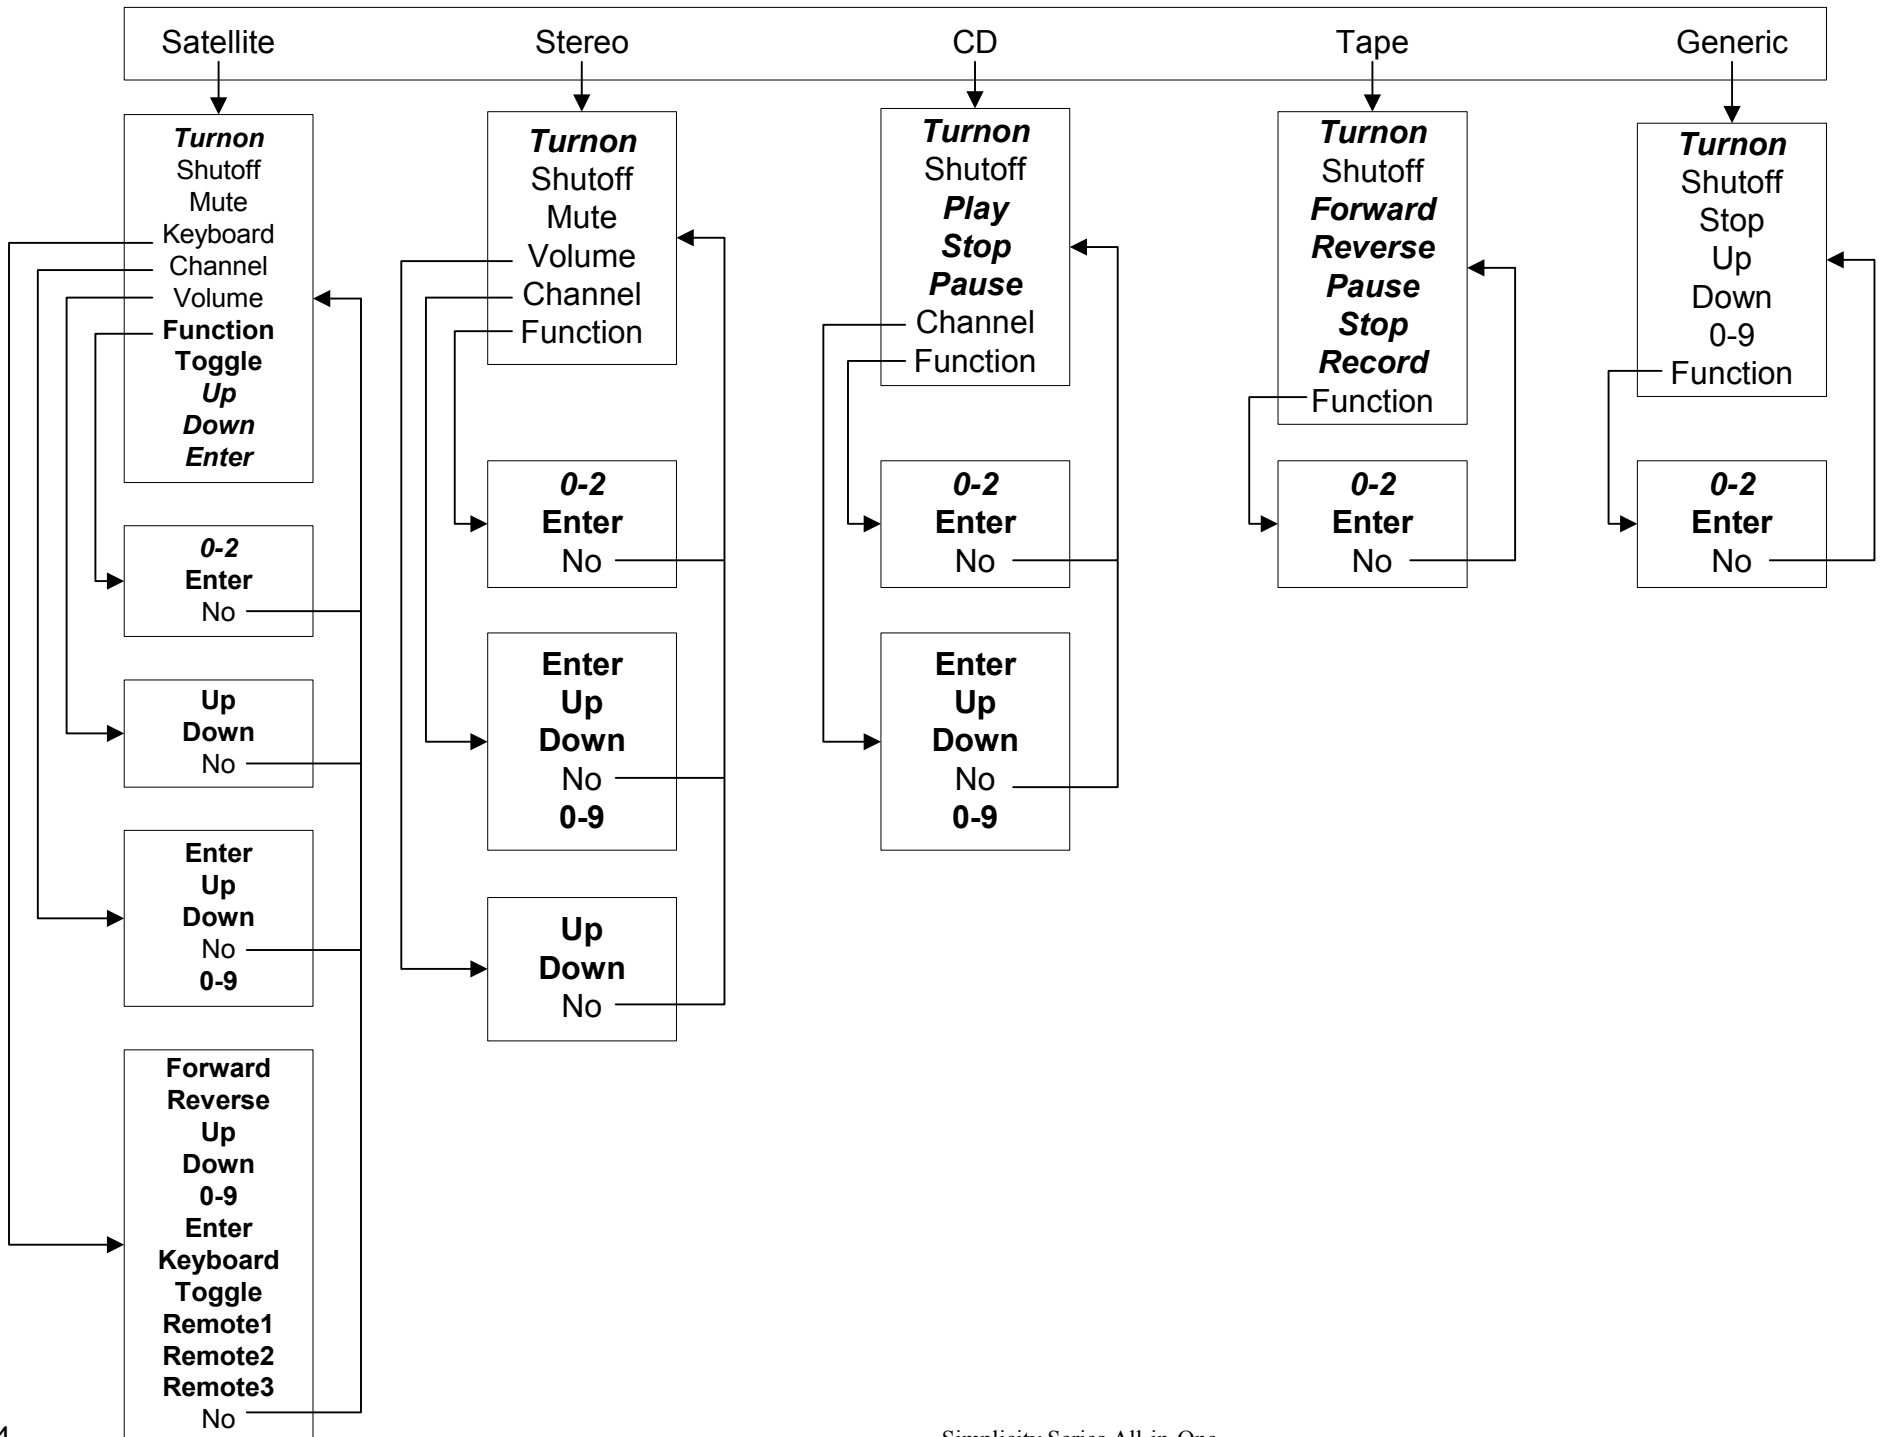 Satellite
Stereo
CD
Tape
Generic
Turnon
Shutoff
Mute
Keyboard
Channel
Volume
Function
Toggle
Up
Down
Enter
0-2
Enter
No
Up
Down
No
Enter
Up
Down
No
0-9
Forward
Reverse
Up
Down
0-9
Enter
Keyboard
Toggle
Remote1
Remote2
Remote3
No
Turnon
Shutoff
Mute
Volume
Channel
Function
0-2
Enter
No
Enter
Up
Down
No
0-9
Up
Down
No
Turnon
Shutoff
Play
Stop
Pause
Channel
Function
0-2
Enter
No
Enter
Up
Down
No
0-9
Turnon
Shutoff
Forward
Reverse
Pause
Stop
Record
Function
0-2
Enter
No
Turnon
Shutoff
Stop
Up
Down
0-9
Function
0-2
Enter
No
Simplicity Series All-in-One